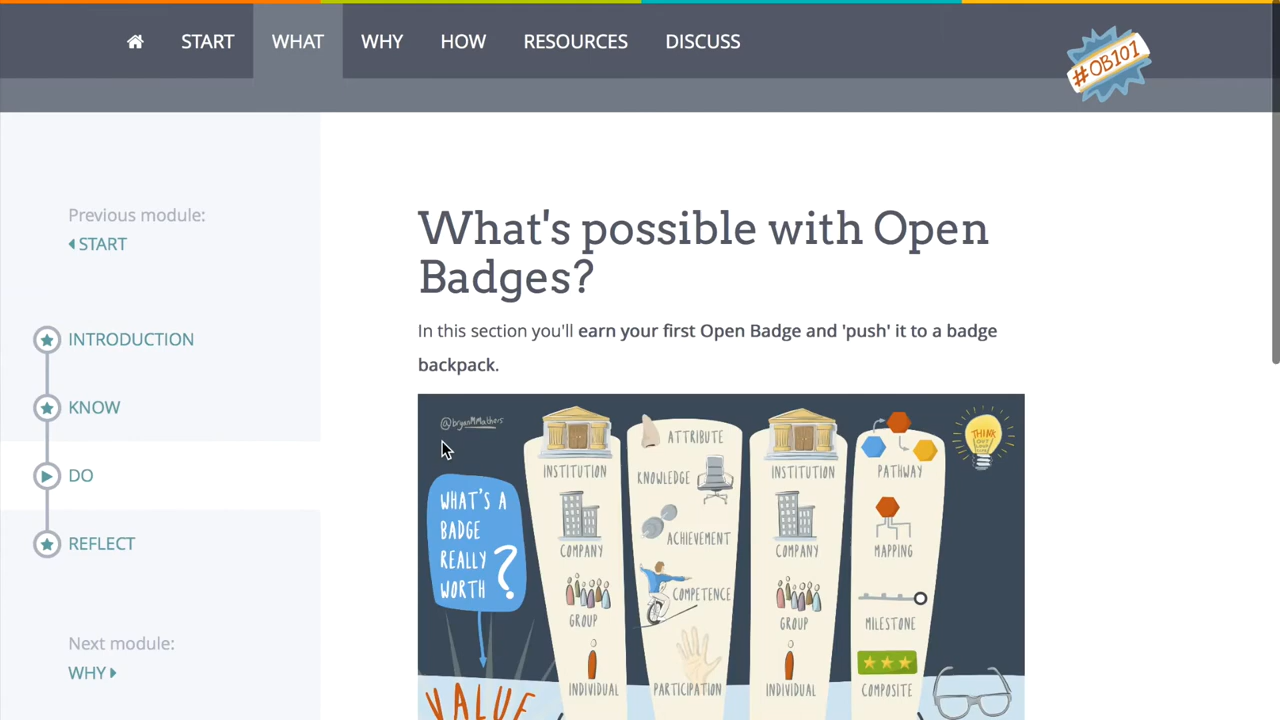 START
WHAT
WHY
HOW
RESOURCES
DISCUSS
#OB101
Previous module:
START
INTRODUCTION
KNOW
DO
REFLECT
Next module:
WHY
What's possible with Open
Badges?
In this section you'll earn your first Open Badge and 'push' it to a badge
backpack.
@bryanMMathers
WHAT'S A
BADGE
REALLY
WORTH ?
VALUE
INSTITUTION
COMPANY
GROUP
INDIVIDUAL
ATTRIBUTE
KNOWLEDGE
ACHIEVEMENT
COMPETENCE
PARTICIPATION
INSTITUTION
COMPANY
GROUP
INDIVIDUAL
PATHWAY
MAPPING
MILESTONE
COMPOSITE
THINK
OUT
LOUD